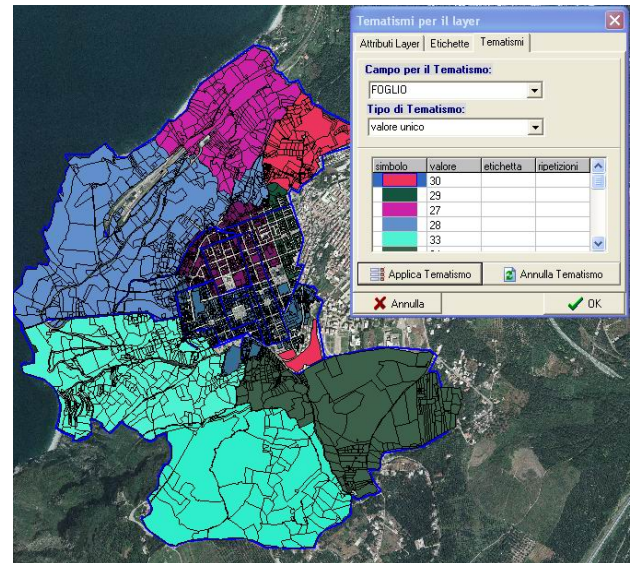 Tematismi per il layer
Attributi Layer Etichette Tematismi
Campo per il Tematismo:
FOGLIO
Tipo di Tematismo:
valore unico
simbolo valore etichetta ripetizioni
30
29
27
28
33
Applica Tematismo Annulla Tematismo
Annulla OK